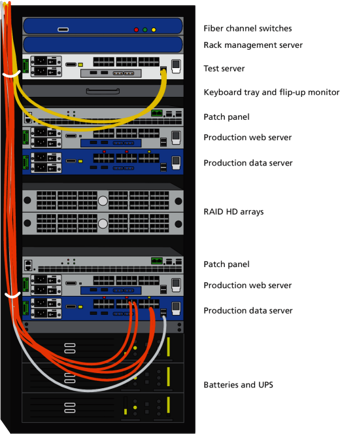 Fiber channel switches
Rack management server
Test server
Keyboard tray and flip-up monitor
Patch panel
Production web server
Production data server
RAID HD arrays
Patch panel
Production web server
Production data server
Batteries and UPS